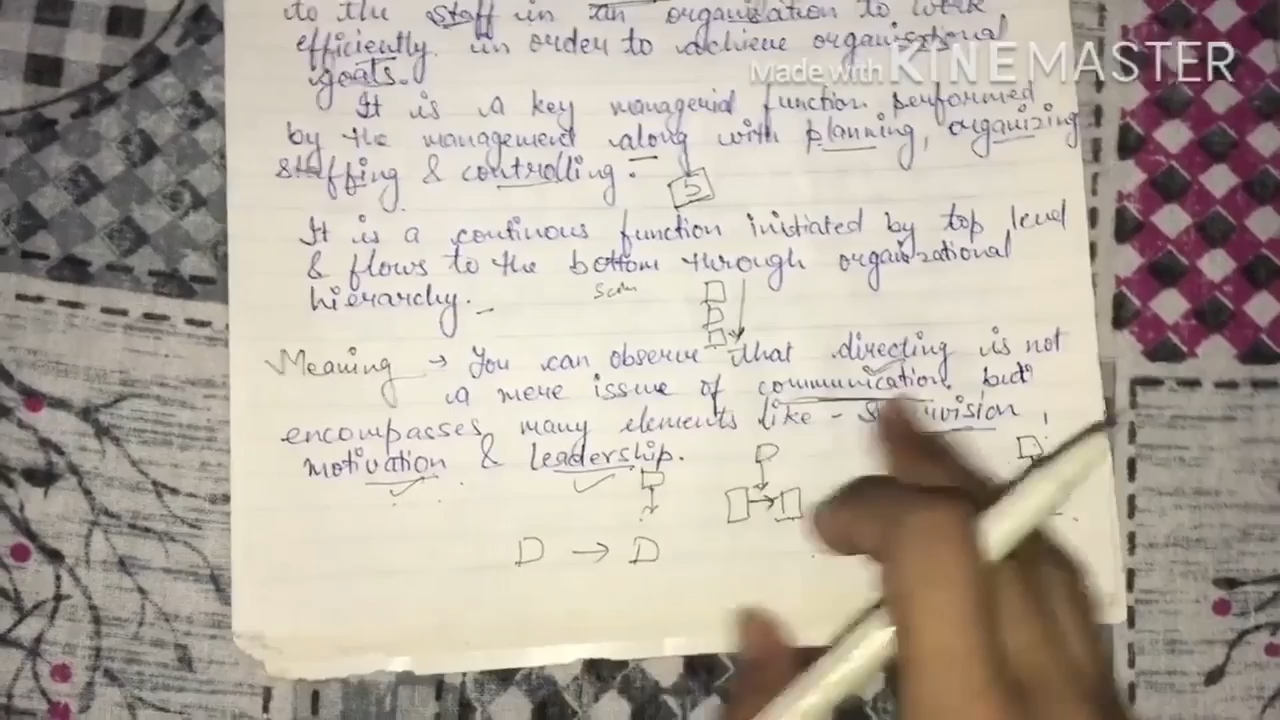 to the staff in an organisation to work
efficiently in order to achieve organisational
goals.
Made with KINEMASTER
It is a key managerial function performed
by the management along with planning, organizing
staffing & controlling.
5
It is a continous function initiated by top level
& flows to the bottom through organizational
hierarchy.
Meaning → You can observe that directing is not
a mere issue of communication but
encompasses many elements like -
motivation & leadership.
D → D